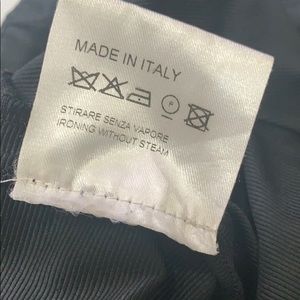 MADE IN ITALY
P
STIRARE SENZA VAPORE
IRONING WITHOUT STEAM